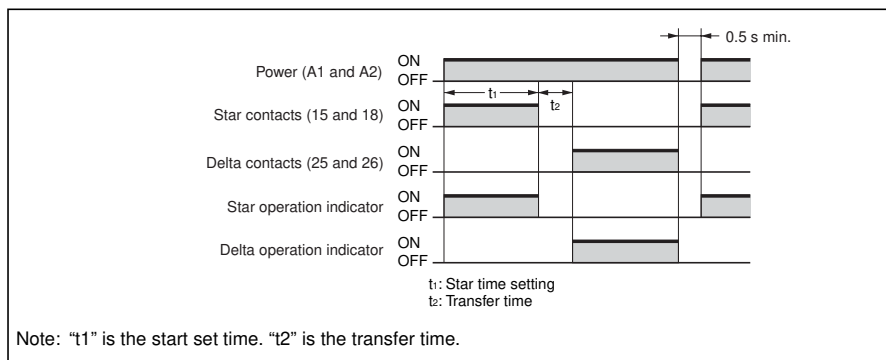 0.5 s min.
Power (A1 and A2) ON
OFF
t1
t2
Star contacts (15 and 18) ON
OFF
Delta contacts (25 and 26) ON
OFF
Star operation indicator ON
OFF
Delta operation indicator ON
OFF
t1: Star time setting
t2: Transfer time
Note: “t1” is the start set time. “t2” is the transfer time.